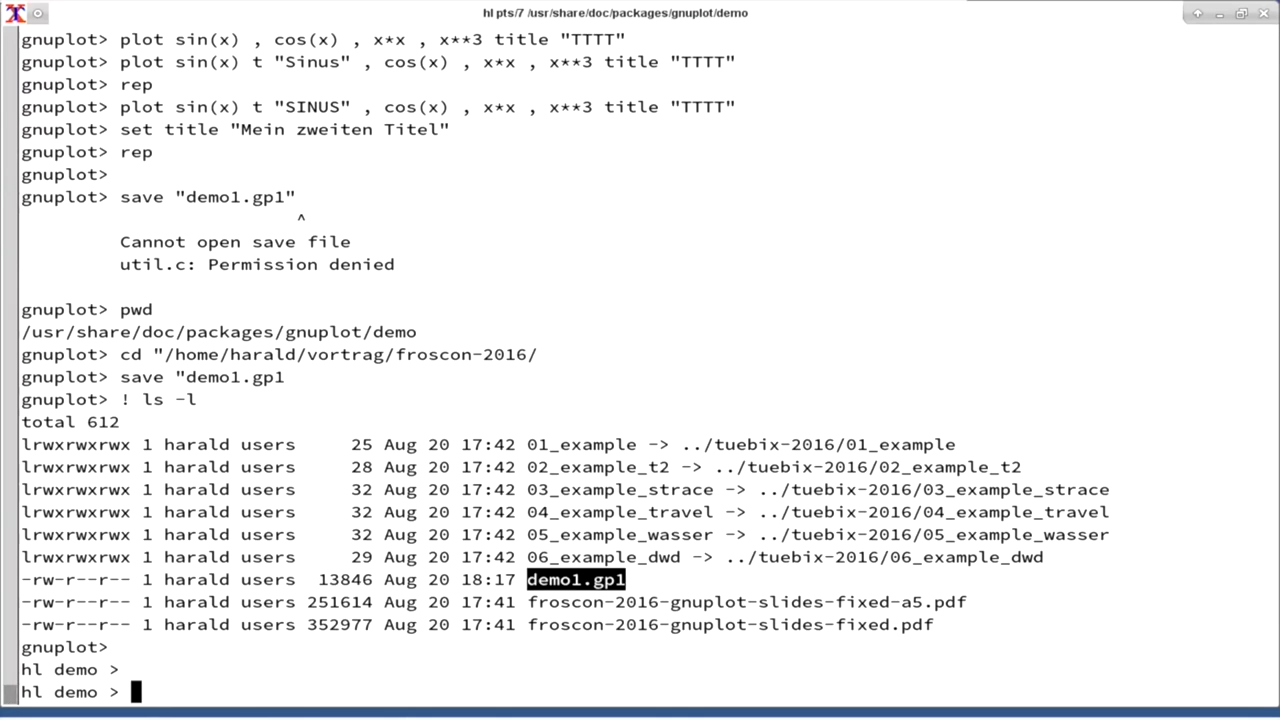 hl pts/7 /usr/share/doc/packages/gnuplot/demo
gnuplot> plot sin(x) , cos(x) , x*x , x**3 title "TTTT"
gnuplot> plot sin(x) t "Sinus" , cos(x) , x*x , x**3 title "TTTT"
gnuplot> rep
gnuplot> plot sin(x) t "SINUS" , cos(x) , x*x , x**3 title "TTTT"
gnuplot> set title "Mein zweiten Titel"
gnuplot> rep
gnuplot>
gnuplot> save "demo1.gp1"
^
Cannot open save file
util.c: Permission denied
gnuplot> pwd
/usr/share/doc/packages/gnuplot/demo
gnuplot> cd "/home/harald/vortrag/froscon-2016/
gnuplot> save "demo1.gp1
gnuplot> ! ls -l
total 612
lrwxrwxrwx 1 harald users     25 Aug 20 17:42 01_example -> ../tuebix-2016/01_example
lrwxrwxrwx 1 harald users     28 Aug 20 17:42 02_example_t2 -> ../tuebix-2016/02_example_t2
lrwxrwxrwx 1 harald users     32 Aug 20 17:42 03_example_strace -> ../tuebix-2016/03_example_strace
lrwxrwxrwx 1 harald users     32 Aug 20 17:42 04_example_travel -> ../tuebix-2016/04_example_travel
lrwxrwxrwx 1 harald users     32 Aug 20 17:42 05_example_wasser -> ../tuebix-2016/05_example_wasser
lrwxrwxrwx 1 harald users     29 Aug 20 17:42 06_example_dwd -> ../tuebix-2016/06_example_dwd
-rw-r--r-- 1 harald users  13846 Aug 20 18:17 demo1.gp1
-rw-r--r-- 1 harald users 251614 Aug 20 17:41 froscon-2016-gnuplot-slides-fixed-a5.pdf
-rw-r--r-- 1 harald users 352977 Aug 20 17:41 froscon-2016-gnuplot-slides-fixed.pdf
gnuplot>
hl demo >
hl demo >